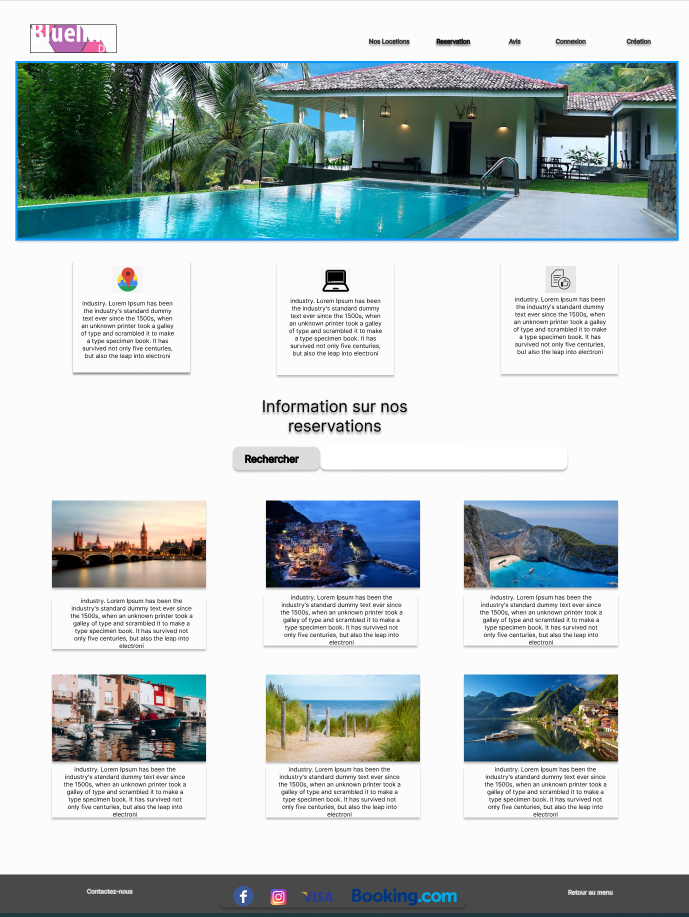 Nos Locations Reservation Avis Connexion Création
industry. Lorem Ipsum has been
the industry's standard dummy
text ever since the 1500s, when
an unknown printer took a galley
of type and scrambled it to make
a type specimen book. It has
survived not only five centuries,
but also the leap into electroni
industry. Lorem Ipsum has been
the industry's standard dummy
text ever since the 1500s, when
an unknown printer took a galley
of type and scrambled it to make
a type specimen book. It has
survived not only five centuries,
but also the leap into electroni
industry. Lorem Ipsum has been
the industry's standard dummy
text ever since the 1500s, when
an unknown printer took a galley
of type and scrambled it to make
a type specimen book. It has
survived not only five centuries,
but also the leap into electroni
Information sur nos
reservations
Rechercher
industry. Lorem Ipsum has been the
industry's standard dummy text ever since
the 1500s, when an unknown printer took a
galley of type and scrambled it to make a
type specimen book. It has survived not
only five centuries, but also the leap into
electroni
industry. Lorem Ipsum has been the
industry's standard dummy text ever since
the 1500s, when an unknown printer took a
galley of type and scrambled it to make a
type specimen book. It has survived not
only five centuries, but also the leap into
electroni
industry. Lorem Ipsum has been the
industry's standard dummy text ever since
the 1500s, when an unknown printer took a
galley of type and scrambled it to make a
type specimen book. It has survived not
only five centuries, but also the leap into
electroni
industry. Lorem Ipsum has been the
industry's standard dummy text ever since
the 1500s, when an unknown printer took a
galley of type and scrambled it to make a
type specimen book. It has survived not
only five centuries, but also the leap into
electroni
industry. Lorem Ipsum has been the
industry's standard dummy text ever since
the 1500s, when an unknown printer took a
galley of type and scrambled it to make a
type specimen book. It has survived not
only five centuries, but also the leap into
electroni
industry. Lorem Ipsum has been the
industry's standard dummy text ever since
the 1500s, when an unknown printer took a
galley of type and scrambled it to make a
type specimen book. It has survived not
only five centuries, but also the leap into
electroni
Contactez-nous VISA Booking.com Retour au menu